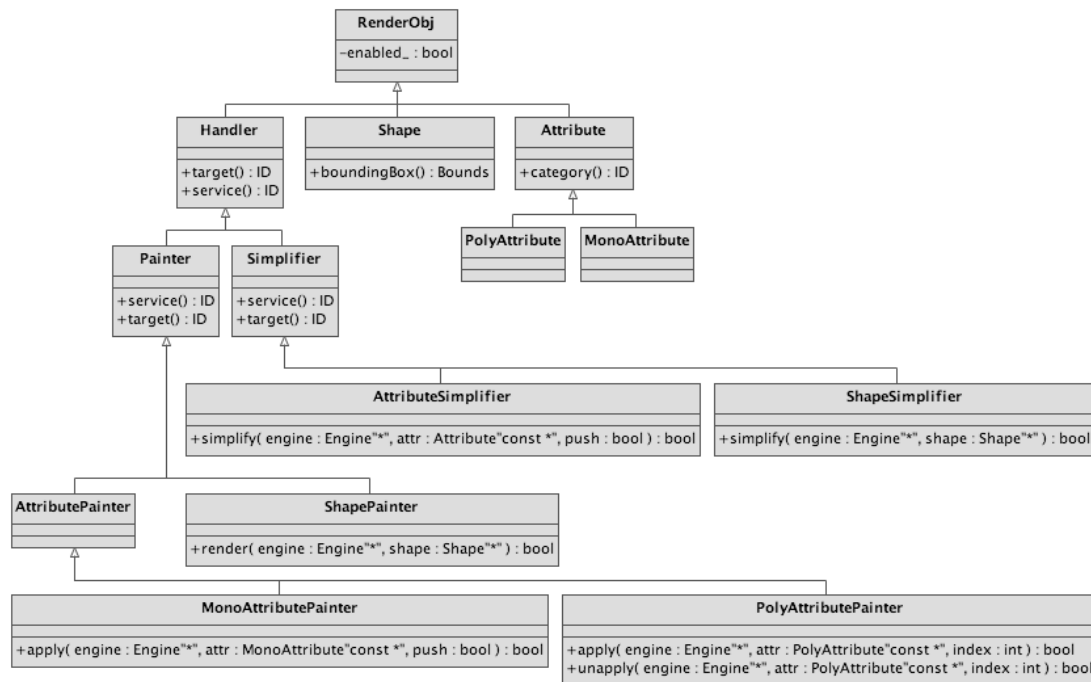 RenderObj
-enabled_ : bool
Handler
+target() : ID
+service() : ID
Shape
+boundingBox() : Bounds
Attribute
+category() : ID
PolyAttribute
MonoAttribute
Painter
+service() : ID
+target() : ID
Simplifier
+service() : ID
+target() : ID
AttributeSimplifier
+simplify( engine : Engine"*", attr : Attribute"const *", push : bool ) : bool
ShapeSimplifier
+simplify( engine : Engine"*", shape : Shape"*" ) : bool
AttributePainter
ShapePainter
+render( engine : Engine"*", shape : Shape"*" ) : bool
MonoAttributePainter
+apply( engine : Engine"*", attr : MonoAttribute"const *", push : bool ) : bool
PolyAttributePainter
+apply( engine : Engine"*", attr : PolyAttribute"const *", index : int ) : bool
+unapply( engine : Engine"*", attr : PolyAttribute"const *", index : int ) : bool